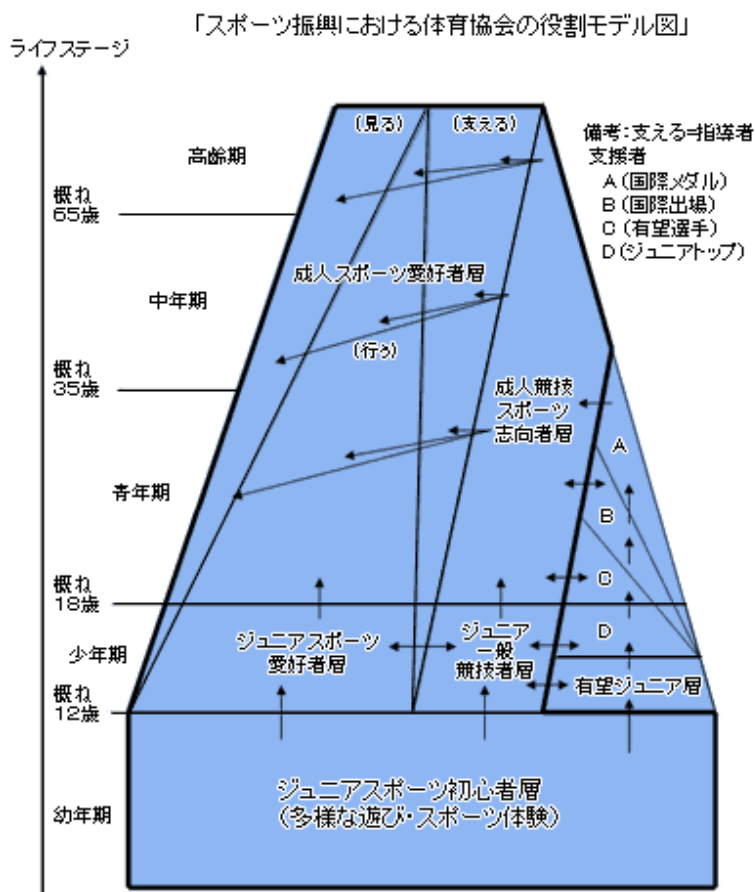 「スポーツ振興における体育協会の役割モデル図」
ライフステージ
(見る)
(支える)
備考:支える=指導者
支援者
A(国際メダル)
B(国際出場)
C(有望選手)
D(ジュニアトップ)
高齢期
概ね
65歳
成人スポーツ愛好者層
中年期
(行う)
概ね
35歳
成人競技
スポーツ
志向者層
A
青年期
B
C
概ね
18歳
D
少年期
ジュニアスポーツ
愛好者層
ジュニア
一般
競技者層
有望ジュニア層
概ね
12歳
ジュニアスポーツ初心者層
(多様な遊び・スポーツ体験)
幼年期